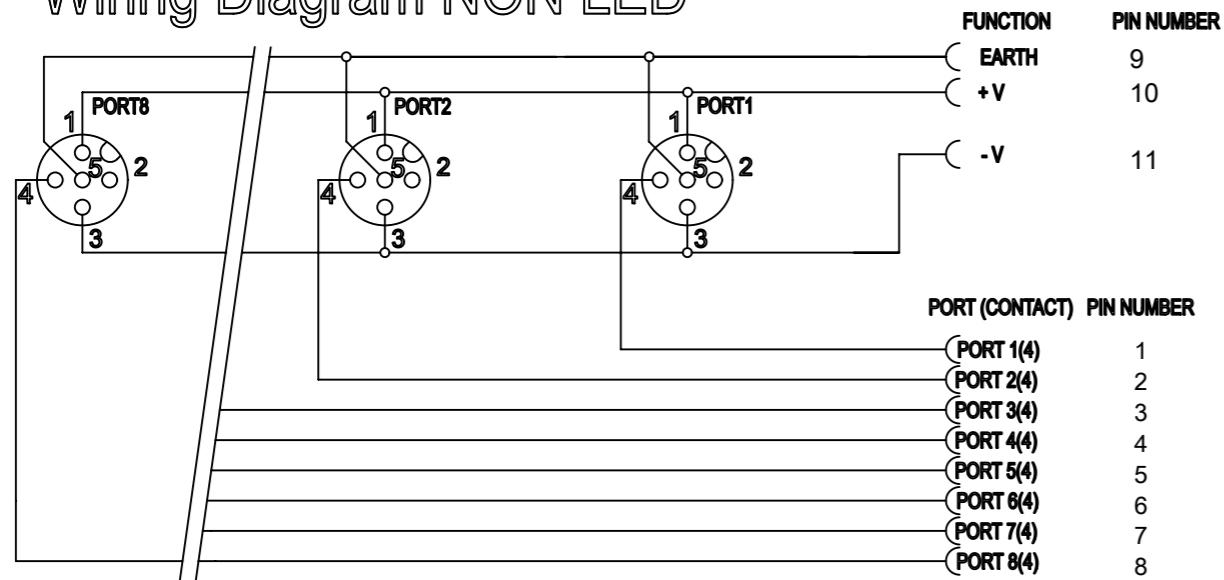 Wiring Diagram NON LED
FUNCTION PIN NUMBER
EARTH 9
+V 10
-V 11
PORT8 PORT2 PORT1
1 1 1
5 2 5 2 5 2
4 4 4
3 3 3
PORT (CONTACT) PIN NUMBER
PORT 1(4) 1
PORT 2(4) 2
PORT 3(4) 3
PORT 4(4) 4
PORT 5(4) 5
PORT 6(4) 6
PORT 7(4) 7
PORT 8(4) 8